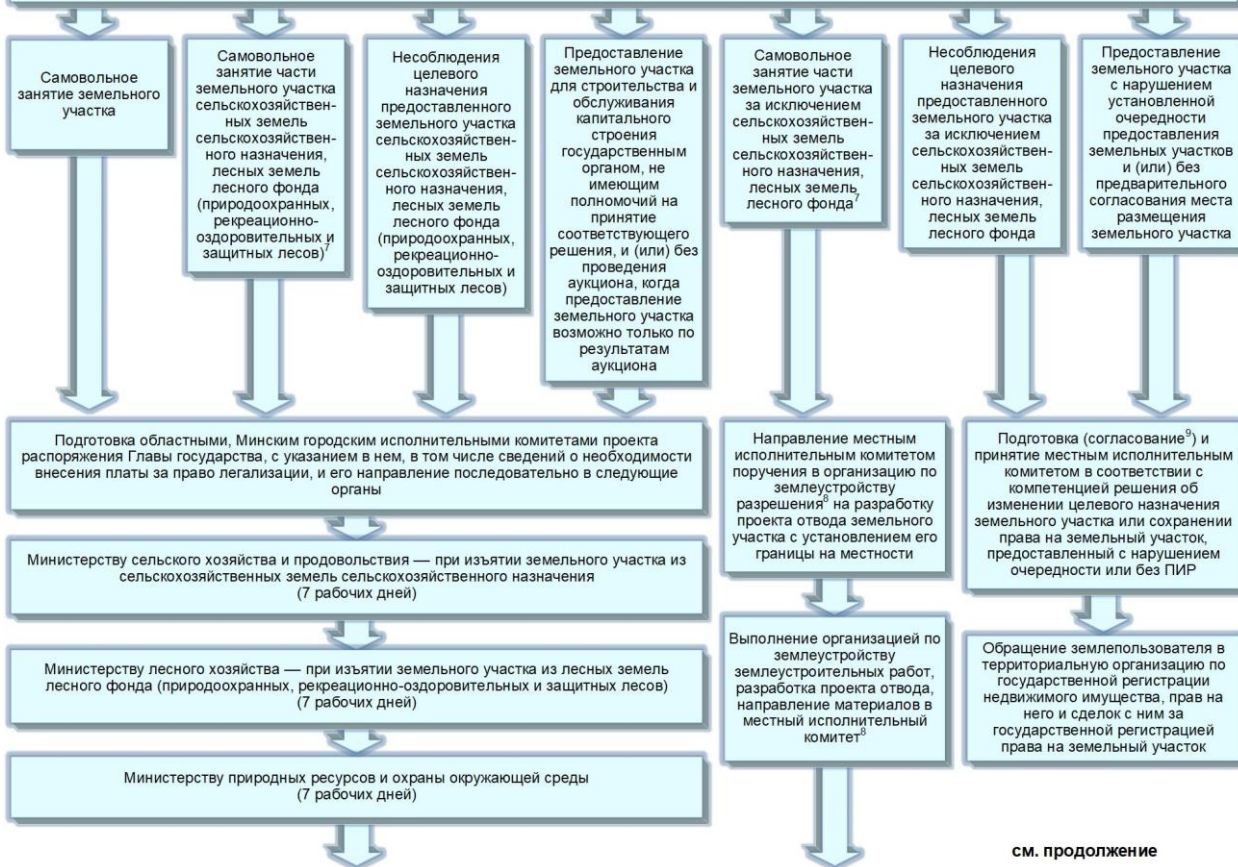 Самовольное
занятие земельного
участка
Самовольное
занятие части
земельного участка
сельскохозяйствен-
ных земель
сельскохозяйствен-
ного назначения,
лесных земель
лесного фонда
(природоохранных,
рекреационно-
оздоровительных и
защитных лесов)⁷
Несоблюдения
целевого
назначения
предоставленного
земельного участка
сельскохозяйствен-
ных земель
сельскохозяйствен-
ного назначения,
лесных земель
лесного фонда
(природоохранных,
рекреационно-
оздоровительных и
защитных лесов)
Предоставление
земельного участка
для строительства и
обслуживания
капитального
строения
государственным
органом, не
имеющим
полномочий на
принятие
соответствующего
решения, и (или) без
проведения
аукциона, когда
предоставление
земельного участка
возможно только по
результатам
аукциона
Самовольное
занятие части
земельного участка
за исключением
сельскохозяйствен-
ных земель
сельскохозяйствен-
ного назначения,
лесных земель
лесного фонда⁷
Несоблюдения
целевого
назначения
предоставленного
земельного участка
за исключением
сельскохозяйствен-
ных земель
сельскохозяйствен-
ного назначения,
лесных земель
лесного фонда
Предоставление
земельного участка
с нарушением
установленной
очередности
предоставления
земельных участков
и (или) без
предварительного
согласования места
размещения
земельного участка
Подготовка областными, Минским городским исполнительными комитетами проекта
распоряжения Главы государства, с указанием в нем, в том числе сведений о необходимости
внесения платы за право легализации, и его направление последовательно в следующие
органы
Министерству сельского хозяйства и продовольствия — при изъятии земельного участка из
сельскохозяйственных земель сельскохозяйственного назначения
(7 рабочих дней)
Министерству лесного хозяйства — при изъятии земельного участка из лесных земель
лесного фонда (природоохранных, рекреационно-оздоровительных и защитных лесов)
(7 рабочих дней)
Министерству природных ресурсов и охраны окружающей среды
(7 рабочих дней)
Направление местным
исполнительным комитетом
поручения в организацию по
землеустройству
разрешения⁸ на разработку
проекта отвода земельного
участка с установлением его
границы на местности
Выполнение организацией по
землеустройству
землеустроительных работ,
разработка проекта отвода,
направление материалов в
местный исполнительный
комитет⁸
Подготовка (согласование⁹) и
принятие местным исполнительным
комитетом в соответствии с
компетенцией решения об
изменении целевого назначения
земельного участка или сохранении
права на земельный участок,
предоставленный с нарушением
очередности или без ПИР
Обращение землепользователя в
территориальную организацию по
государственной регистрации
недвижимого имущества, прав на
него и сделок с ним за
государственной регистрацией
права на земельный участок
см. продолжение